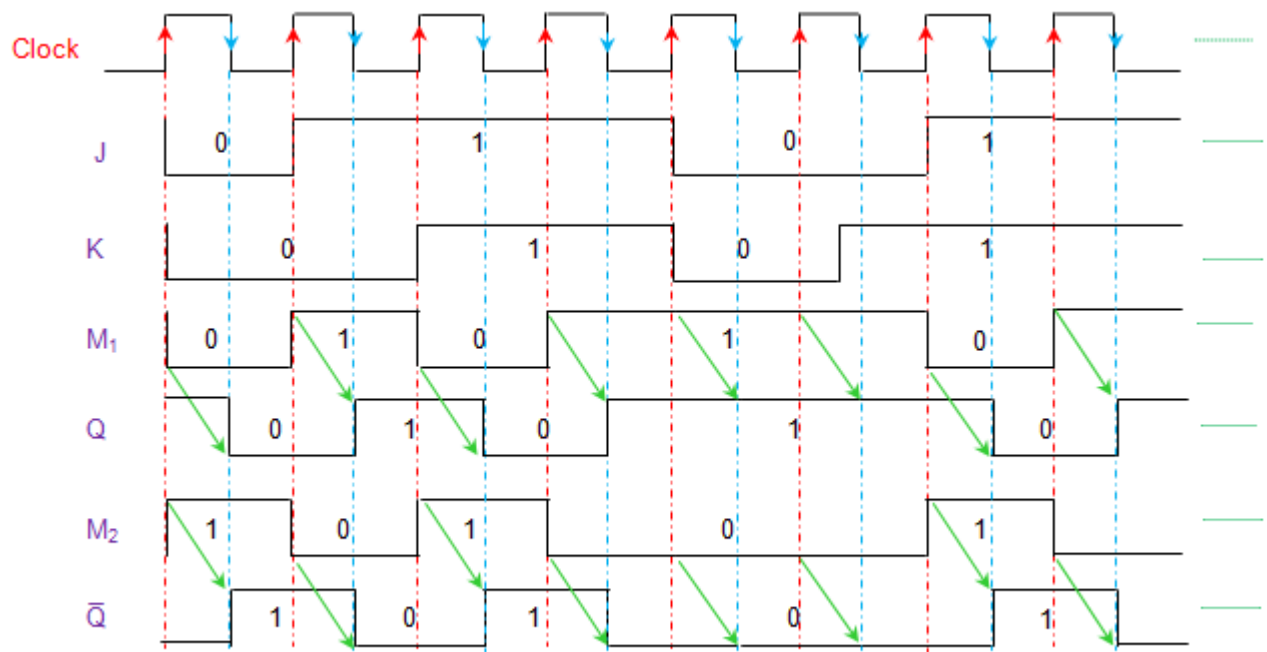 Clock
J 0 1 0 1
K 0 1 0 1
M₁ 0 1 0 1 0
Q 0 1 0 1 0
M₂ 1 0 1 0 1
Q̅ 1 0 1 0 1